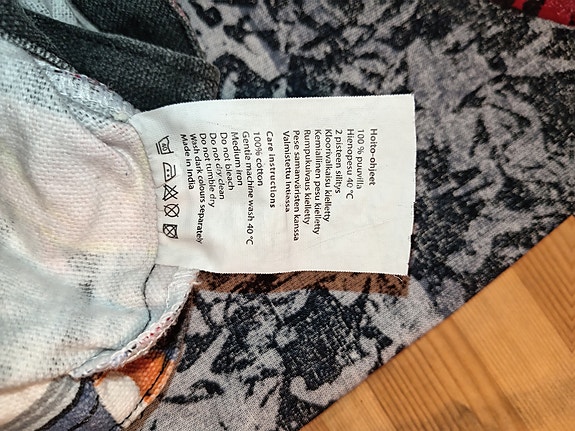 Hoito-ohjeet
100 % puuvilla
Hienopesu 40 °C
2 pisteen silitys
Kloorivalkaisu kielletty
Kemiallinen pesu kielletty
Rumpukuivaus kielletty
Pese samanväristen kanssa
Valmistettu Intiassa
Care instructions
100% cotton
Gentle machine wash 40 °C
Medium iron
Do not bleach
Do not dry clean
Do not tumble dry
Wash dark colours separately
Made in India